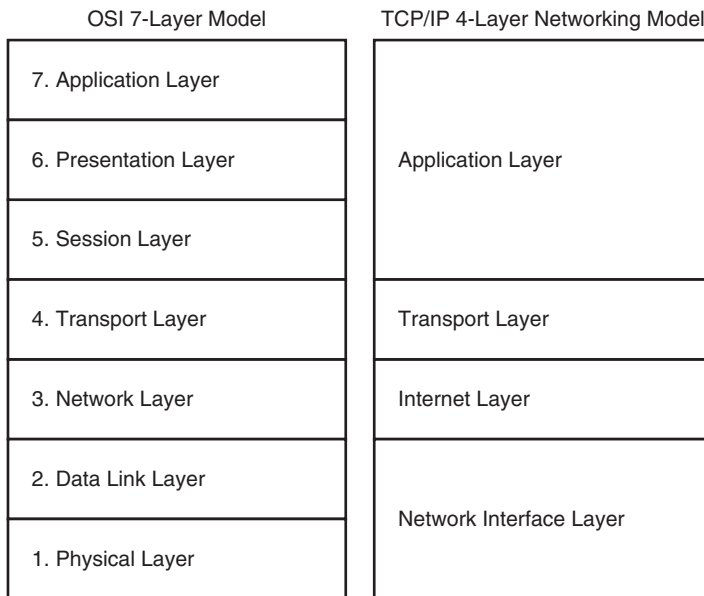 OSI 7-Layer Model
7. Application Layer
6. Presentation Layer
5. Session Layer
4. Transport Layer
3. Network Layer
2. Data Link Layer
1. Physical Layer
TCP/IP 4-Layer Networking Model
Application Layer
Transport Layer
Internet Layer
Network Interface Layer